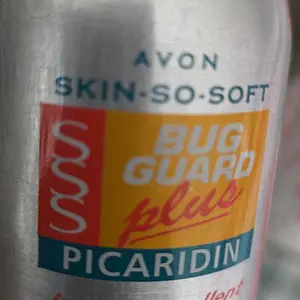 AVON
SKIN-SO-SOFT
SSS
BUG
GUARD
plus
PICARIDIN